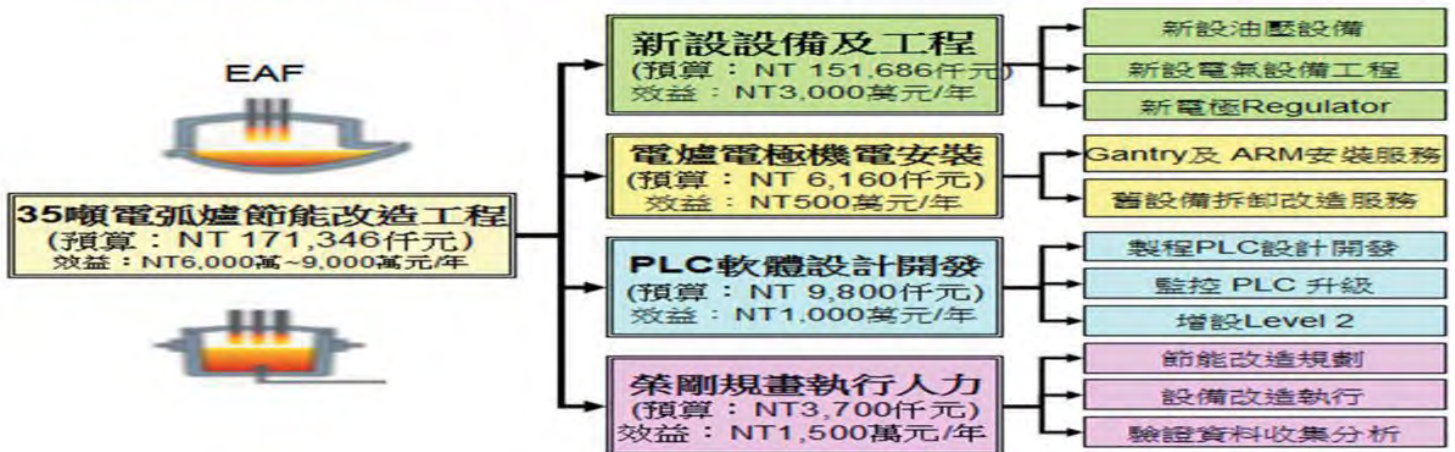 EAF
35噸電弧爐節能改造工程
(預算：NT 171,346仟元)
效益：NT6,000萬~9,000萬元/年
新設設備及工程
(預算：NT 151,686仟元)
效益：NT3,000萬元/年
新設油壓設備
新設電氣設備工程
新電極Regulator
電爐電極機電安裝
(預算：NT 6,160仟元)
效益：NT500萬元/年
Gantry及 ARM安裝服務
舊設備拆卸改造服務
PLC軟體設計開發
(預算：NT 9,800仟元)
效益：NT1,000萬元/年
製程PLC設計開發
監控 PLC 升級
增設Level 2
榮剛規畫執行人力
(預算：NT3,700仟元)
效益：NT1,500萬元/年
節能改造規劃
設備改造執行
驗證資料收集分析